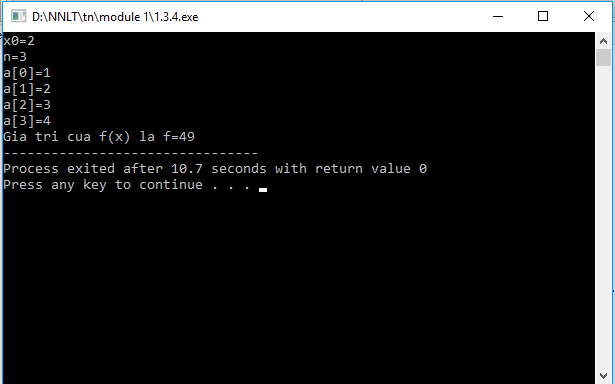 D:\NNLT\tn\module 1\1.3.4.exe
x0=2
n=3
a[0]=1
a[1]=2
a[2]=3
a[3]=4
Gia tri cua f(x) la f=49
--------------------------------
Process exited after 10.7 seconds with return value 0
Press any key to continue . . .